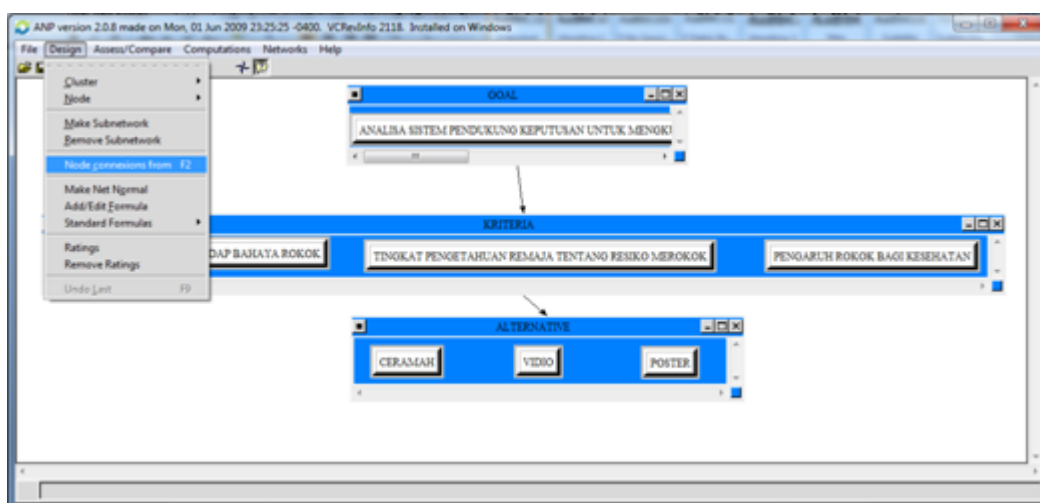 ANP version 2.0.8 made on Mon, 01 Jun 2009 23:25:25 -0400. VCRevInfo 2118. Installed on Windows
File Design Assess/Compare Computations Networks Help
Cluster
Node
Make Subnetwork
Remove Subnetwork
Node connexions from F2
Make Net Normal
Add/Edit Formula
Standard Formulas
Ratings
Remove Ratings
Undo Last F9
GOAL
ANALISA SISTEM PENDUKUNG KEPUTUSAN UNTUK MENGKU
KRITERIA
DAP BAHAYA ROKOK TINGKAT PENGETAHUAN REMAJA TENTANG RESIKO MEROKOK PENGARUH ROKOK BAGI KESEHATAN
ALTERNATIVE
CERAMAH VIDIO POSTER